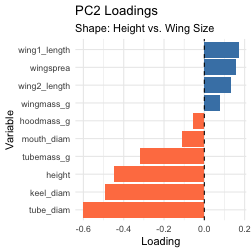 PC2 Loadings
Shape: Height vs. Wing Size
Variable
wing1_length
wingsprea
wing2_length
wingmass_g
hoodmass_g
mouth_diam
tubemass_g
height
keel_diam
tube_diam
-0.6 -0.4 -0.2 0.0 0.2
Loading